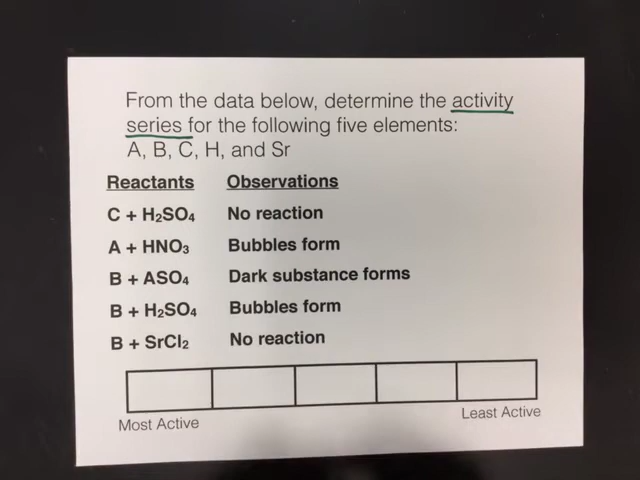 From the data below, determine the activity
series for the following five elements:
A, B, C, H, and Sr
Reactants Observations
C + H₂SO₄ No reaction
A + HNO₃ Bubbles form
B + ASO₄ Dark substance forms
B + H₂SO₄ Bubbles form
B + SrCl₂ No reaction
Most Active Least Active